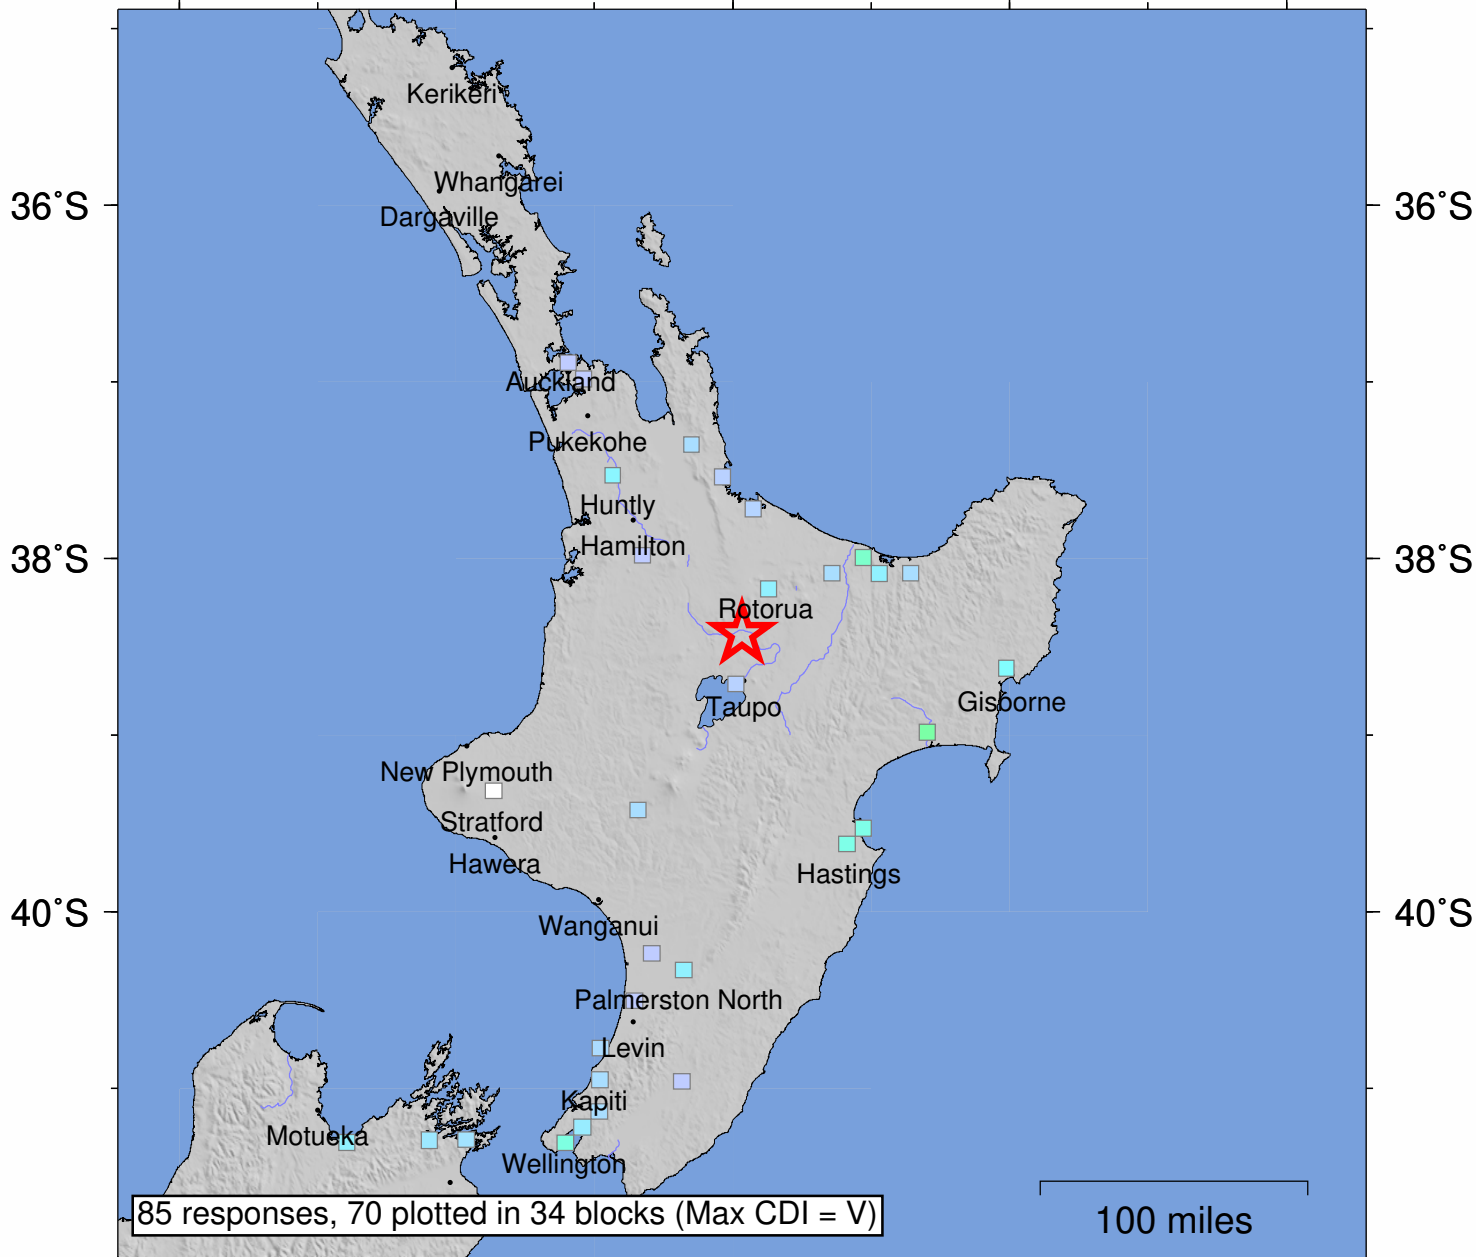 Kerikeri
Whangarei
36°S
36°S
Dargaville
Auckland
Pukekohe
Huntly
Hamilton
38°S
38°S
Rotorua
Gisborne
Taupo
New Plymouth
Stratford
Hawera
Hastings
40°S
40°S
Wanganui
Palmerston North
Levin
Kapiti
Motueka
Wellington
85 responses, 70 plotted in 34 blocks (Max CDI = V)
100 miles